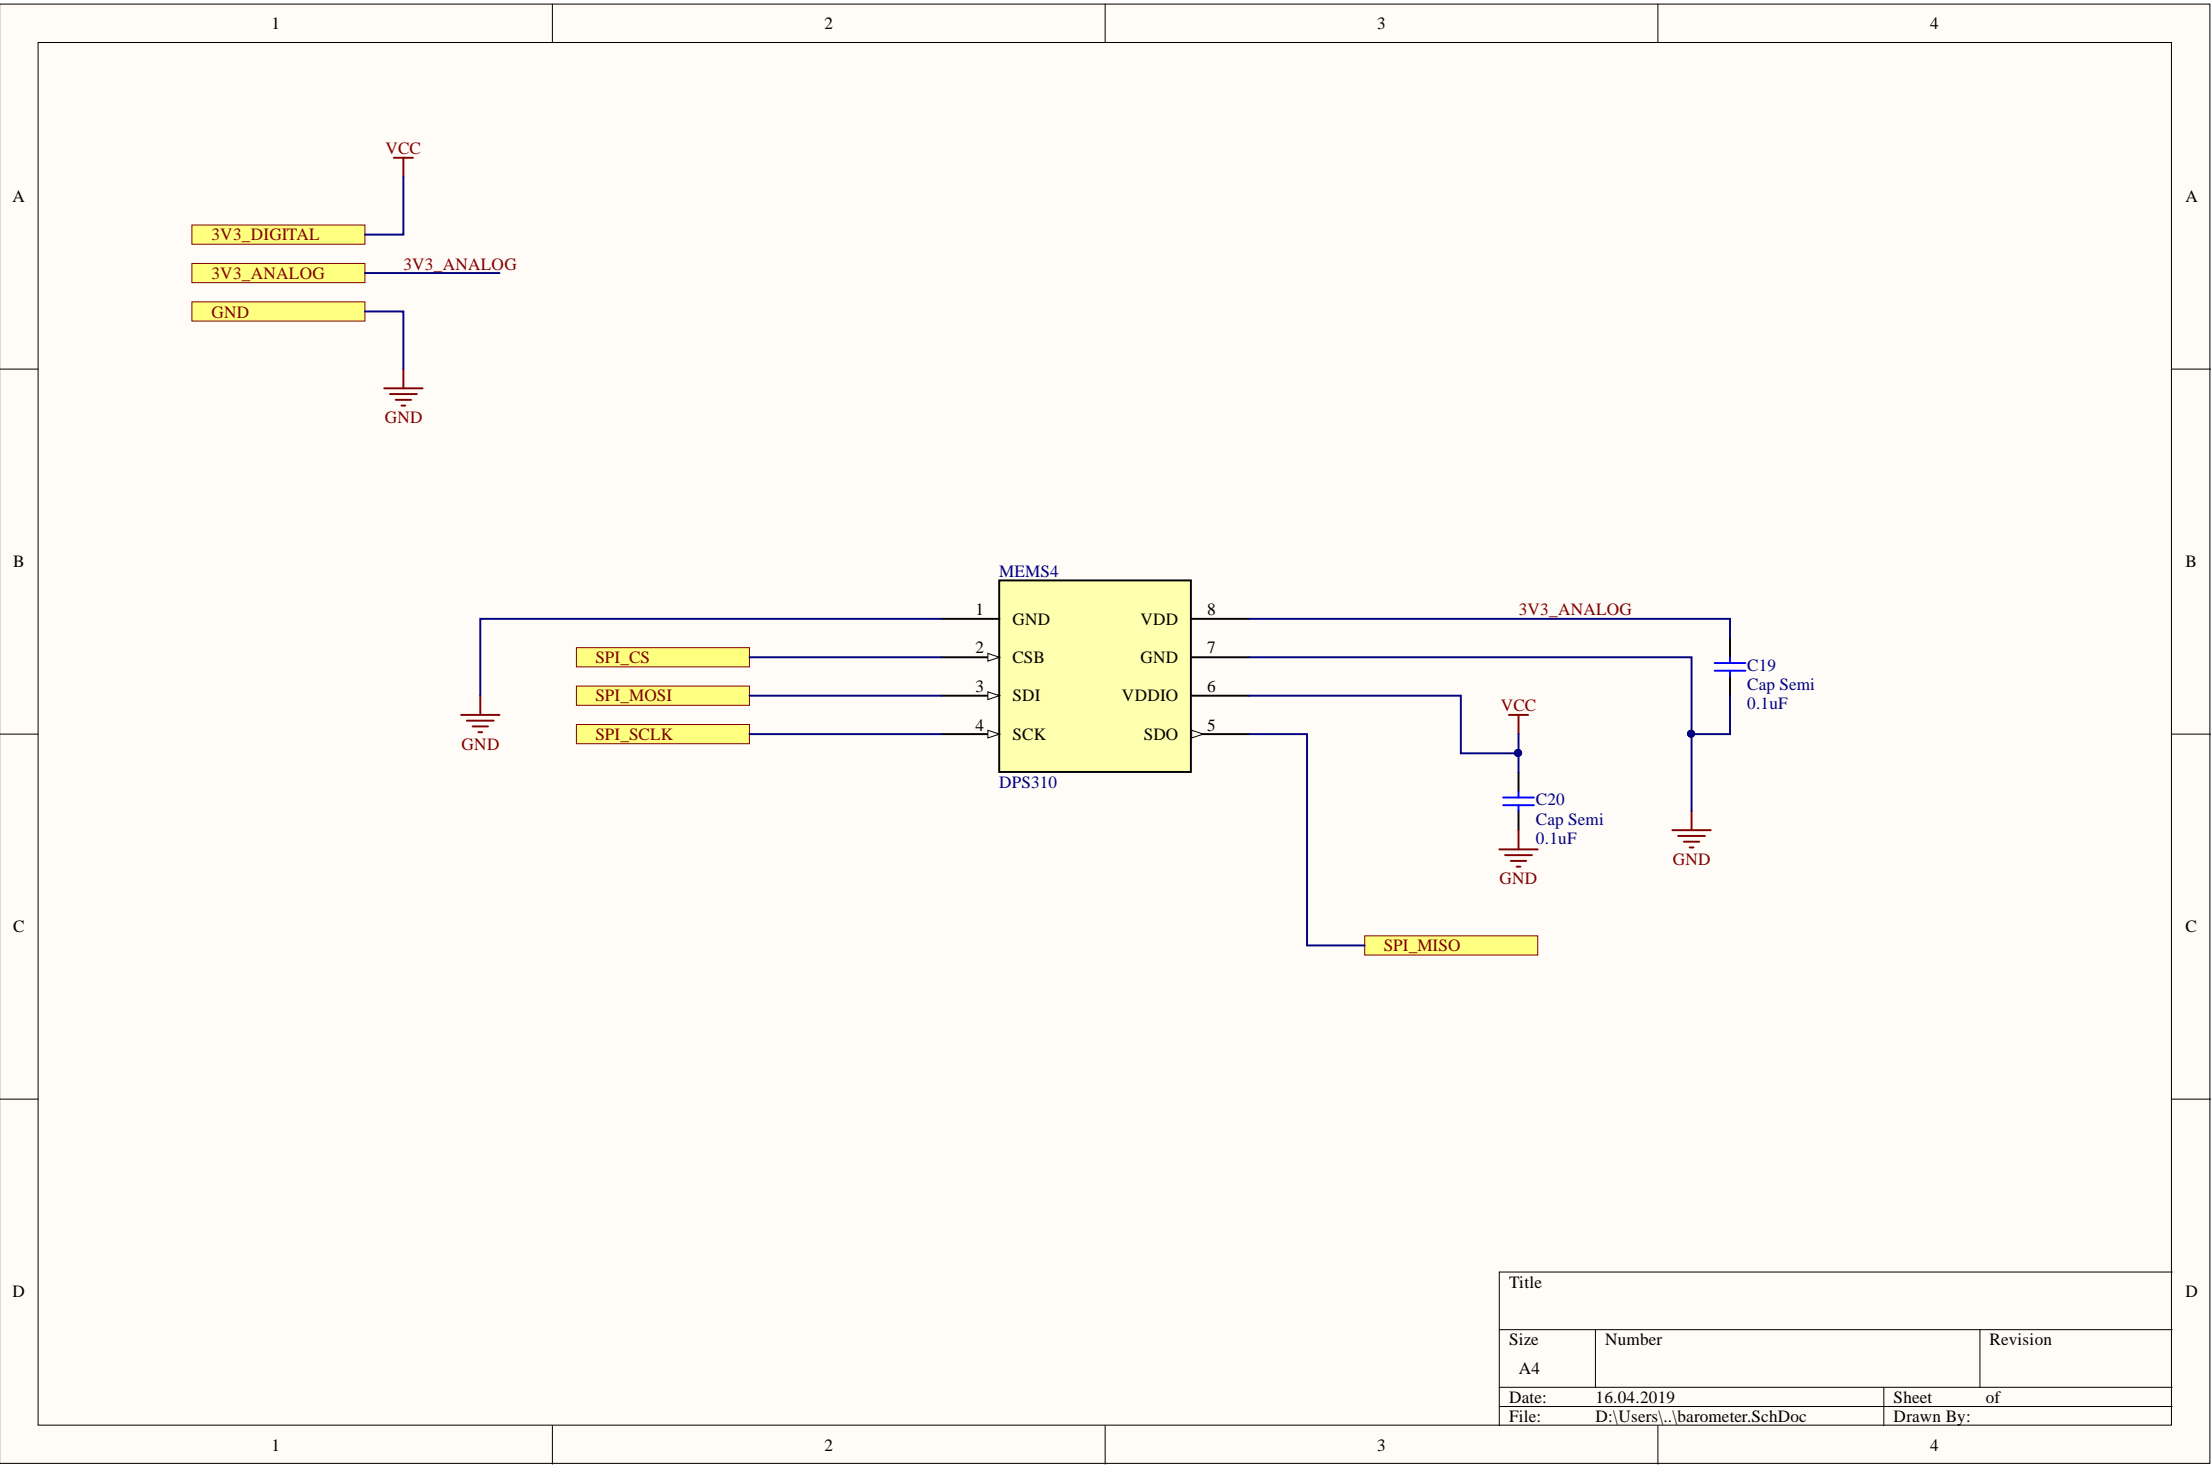 1 2 3 4
VCC
A A
3V3_DIGITAL
3V3_ANALOG 3V3_ANALOG
GND
GND
B B
MEMS4
1 GND VDD 8 3V3_ANALOG
SPI_CS 2 CSB GND 7
C19
SPI_MOSI 3 SDI VDDIO 6 Cap Semi
VCC 0.1uF
SPI_SCLK 4 SCK SDO 5
GND
DPS310
C20
Cap Semi
0.1uF
GND
GND
C C
SPI_MISO
Title
D D
Size Number Revision
A4
Date: 16.04.2019 Sheet of
File: D:\Users\..\barometer.SchDoc Drawn By:
1 2 3 4